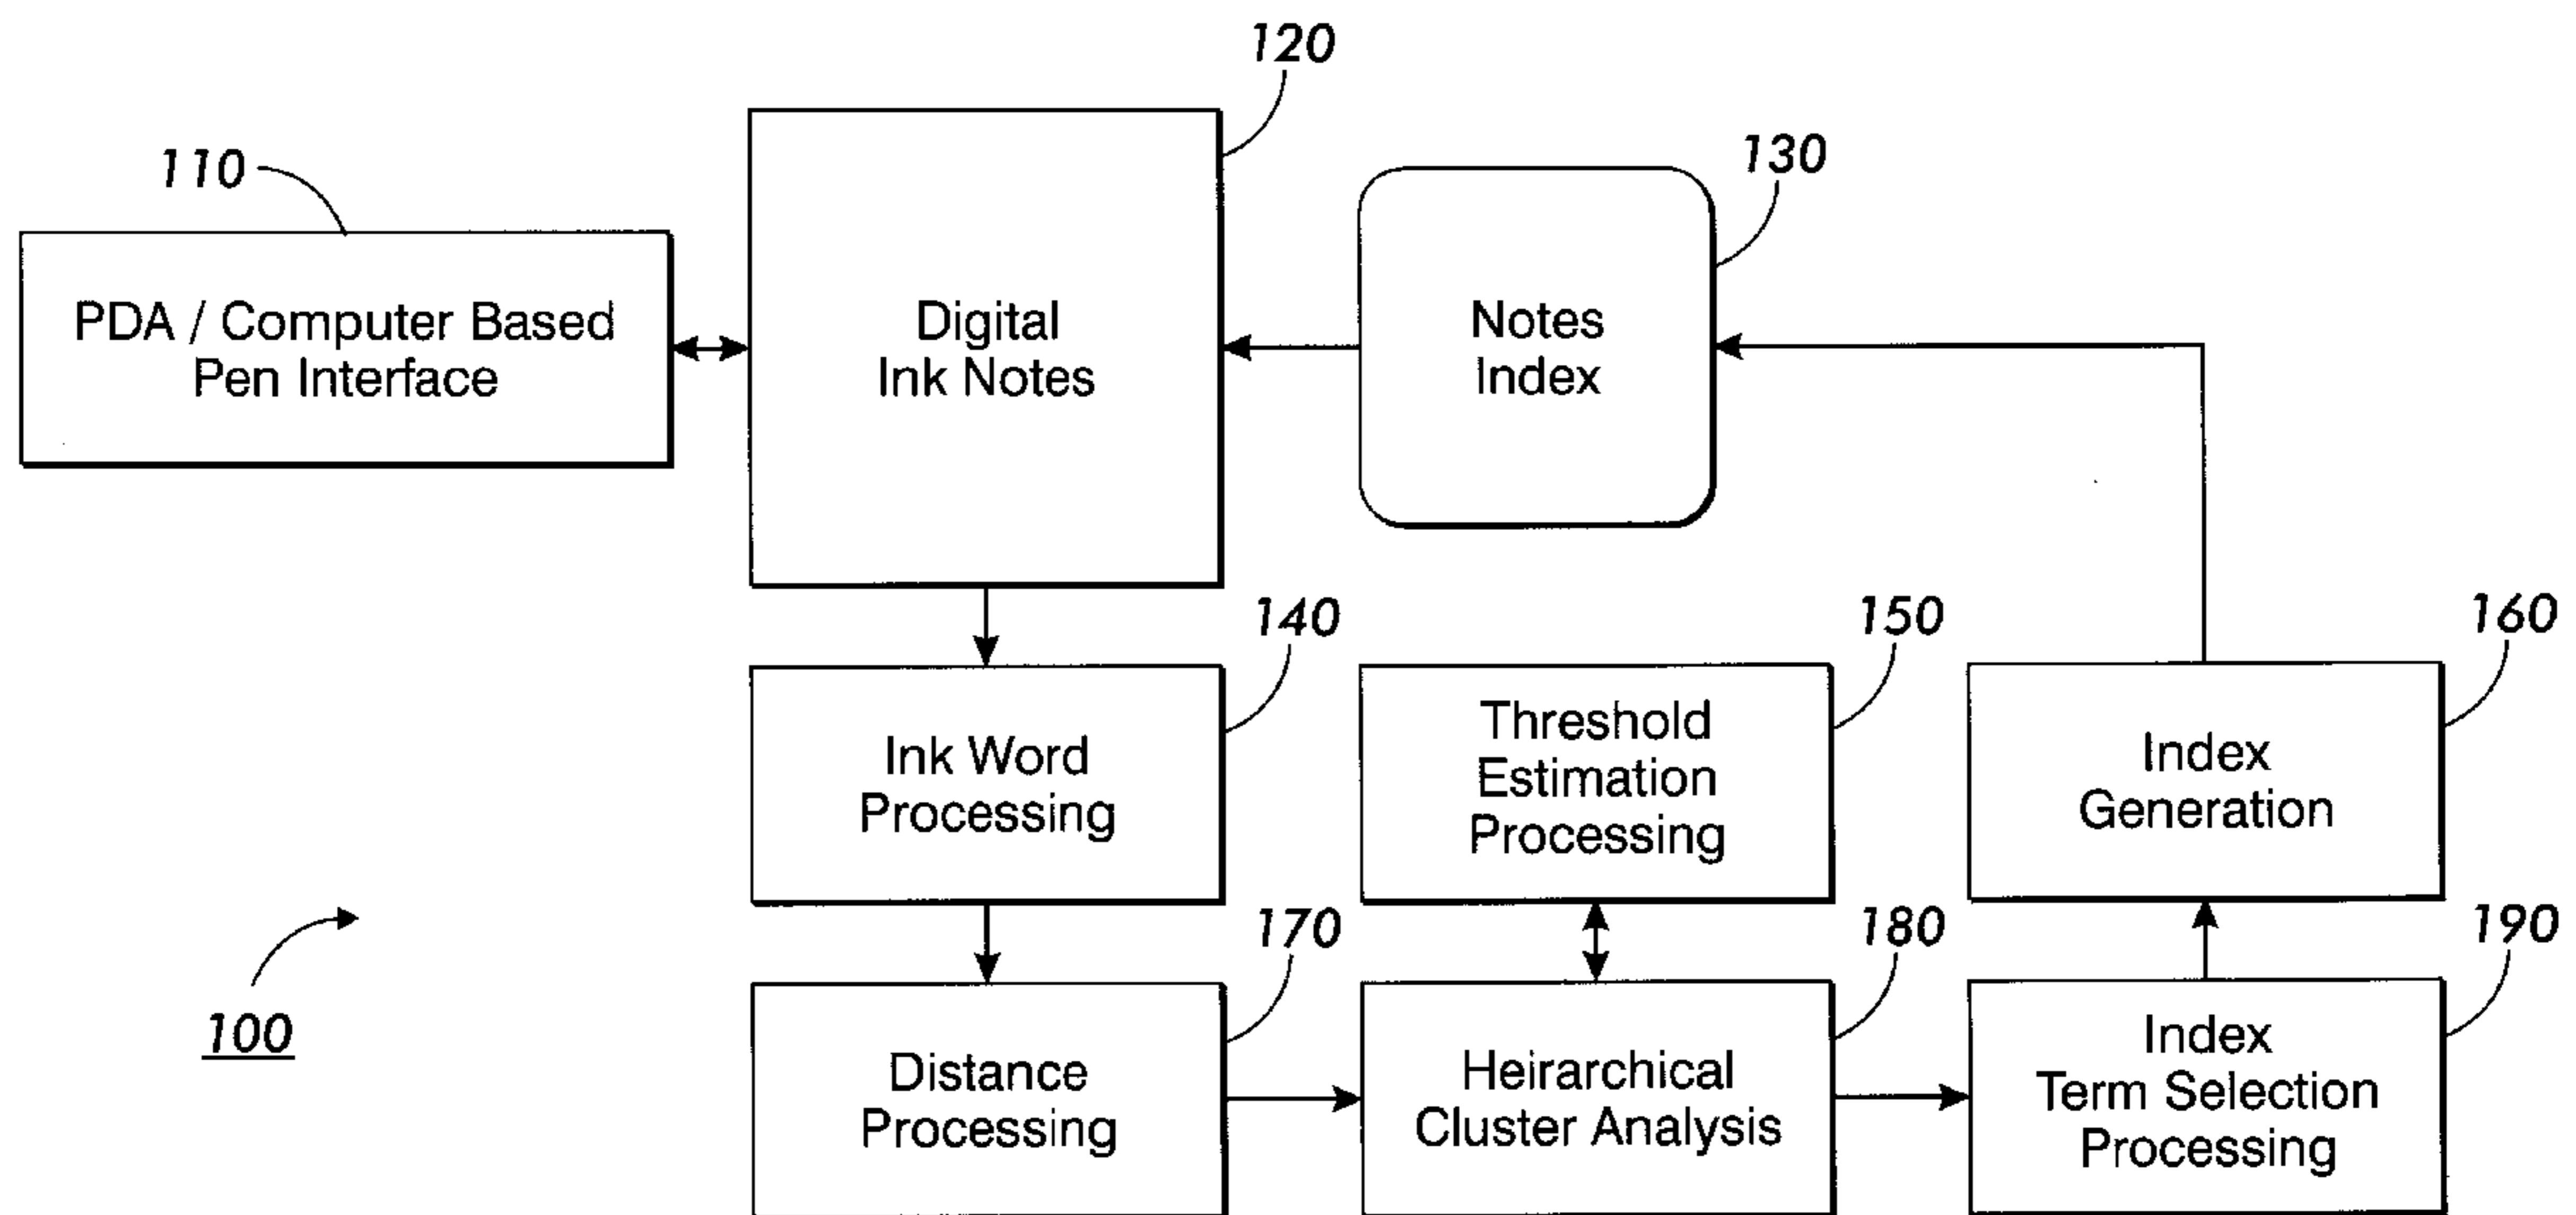 120
130
110
PDA / Computer Based
Pen Interface
Digital
Ink Notes
Notes
Index
140
150
160
Ink Word
Processing
Threshold
Estimation
Processing
Index
Generation
170
180
190
100
Distance
Processing
Heirarchical
Cluster Analysis
Index
Term Selection
Processing